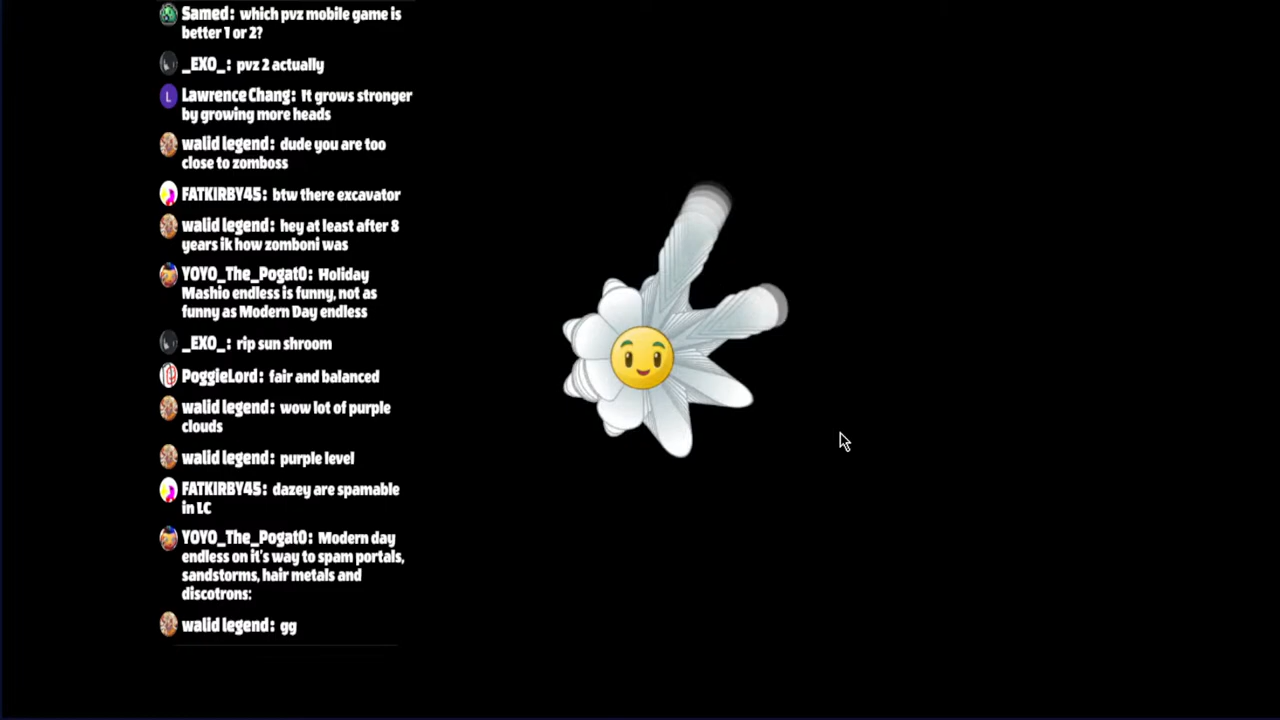 Samed: which pvz mobile game is
better 1 or 2?
_EXO_: pvz 2 actually
L
Lawrence Chang: It grows stronger
by growing more heads
walid legend: dude you are too
close to zomboss
FATKIRBY45: btw there excavator
walid legend: hey at least after 8
years ik how zomboni was
YOYO_The_Pogat0: Holiday
Mashio endless is funny, not as
funny as Modern Day endless
_EXO_: rip sun shroom
PoggieLord: fair and balanced
walid legend: wow lot of purple
clouds
walid legend: purple level
FATKIRBY45: dazey are spamable
in LC
YOYO_The_Pogat0: Modern day
endless on it's way to spam portals,
sandstorms, hair metals and
discotrons:
walid legend: gg